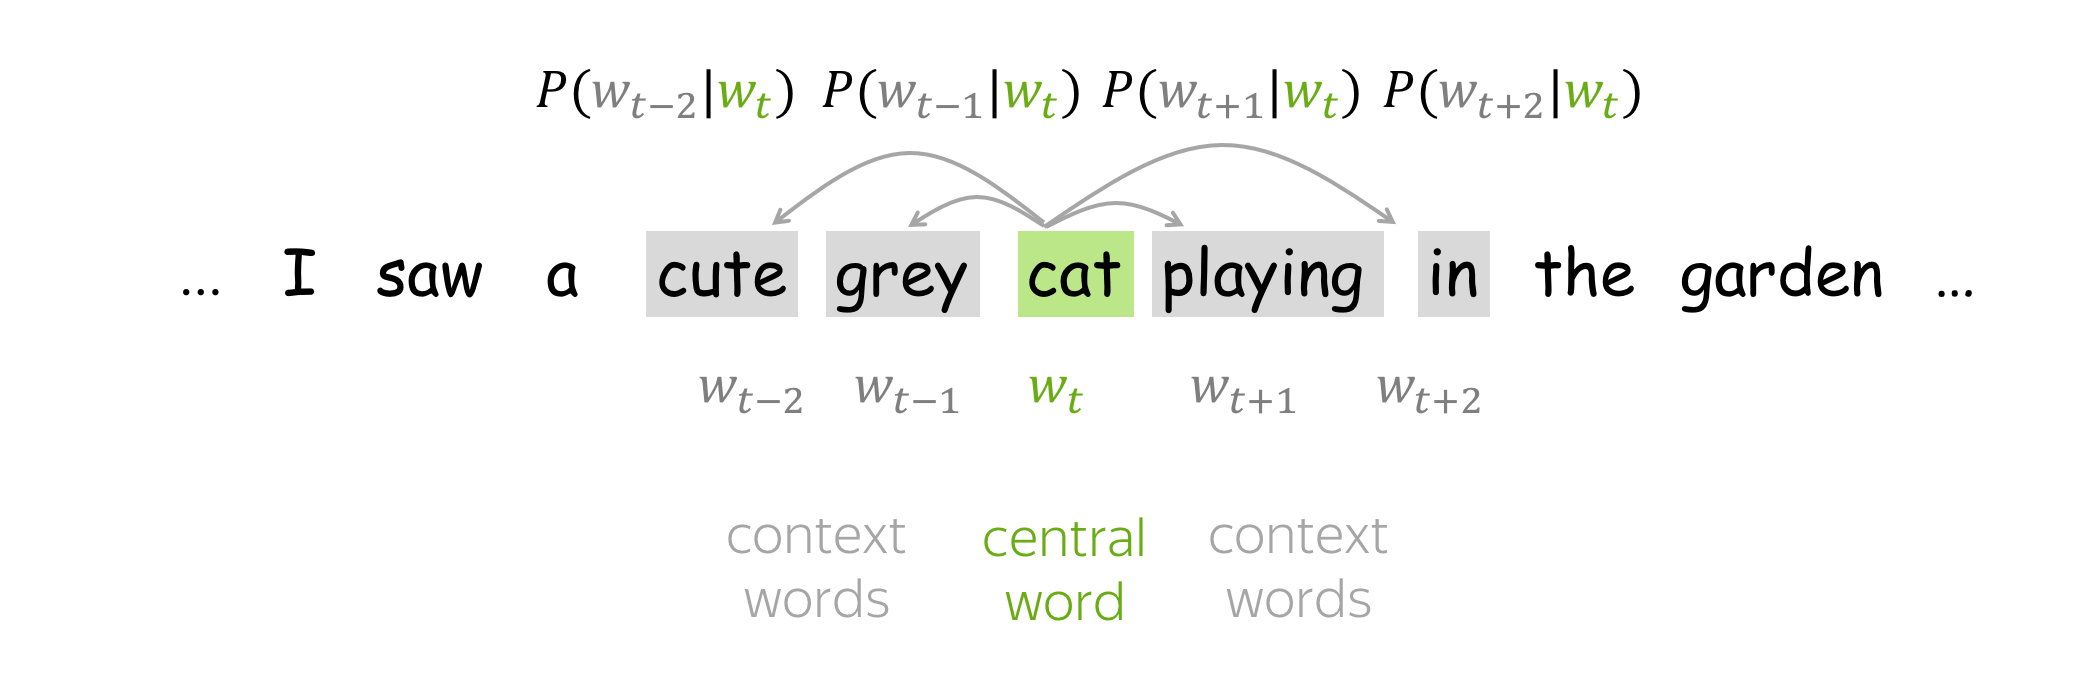 P(w_{t−2}|w_t) P(w_{t−1}|w_t) P(w_{t+1}|w_t) P(w_{t+2}|w_t)
... I saw a cute grey cat playing in the garden ...
w_{t−2} w_{t−1} w_t w_{t+1} w_{t+2}
context central context
words word words